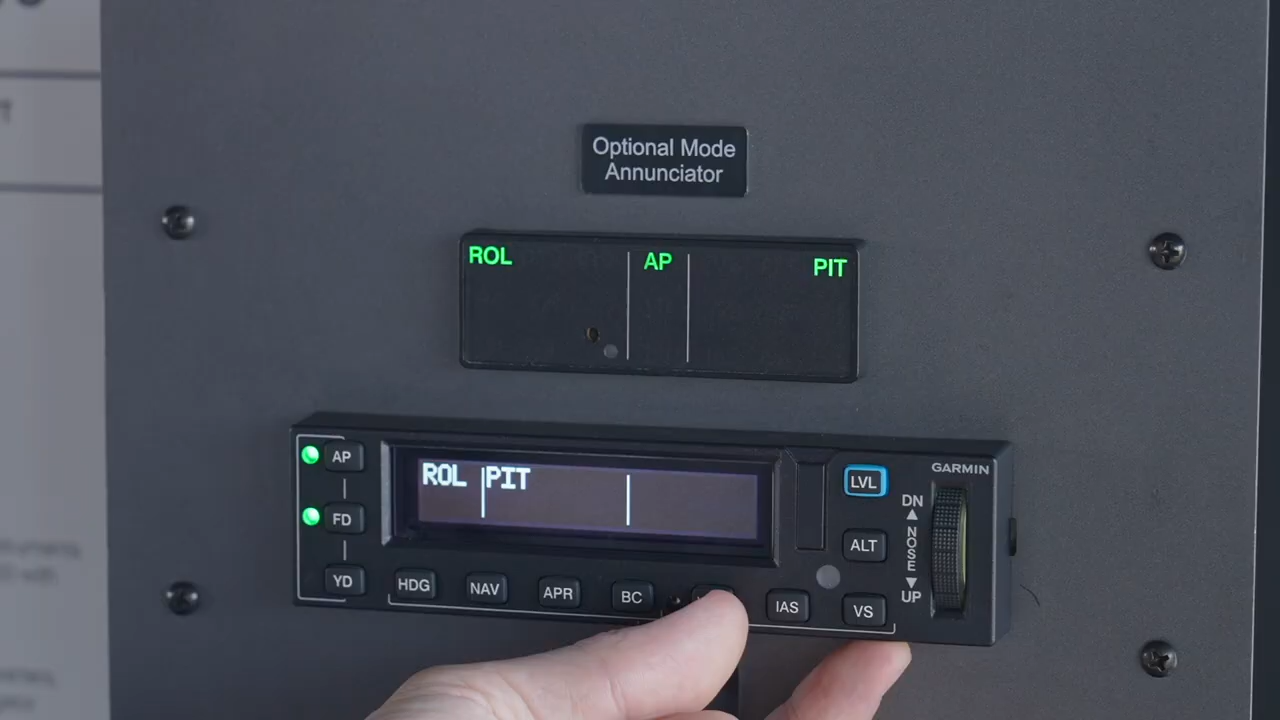 Optional Mode
Annunciator
ROL AP PIT
ROL PIT
AP
FD
YD
HDG NAV APR BC IAS VS
LVL
ALT
GARMIN
DN
NOSE
UP